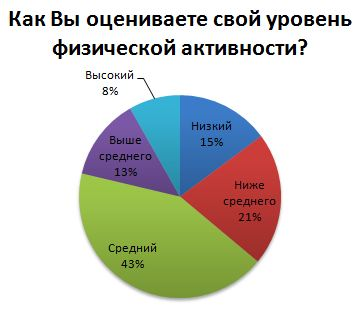 Как Вы оцениваете свой уровень
физической активности?
Высокий
8%
Низкий
15%
Выше
среднего
13%
Ниже
среднего
21%
Средний
43%